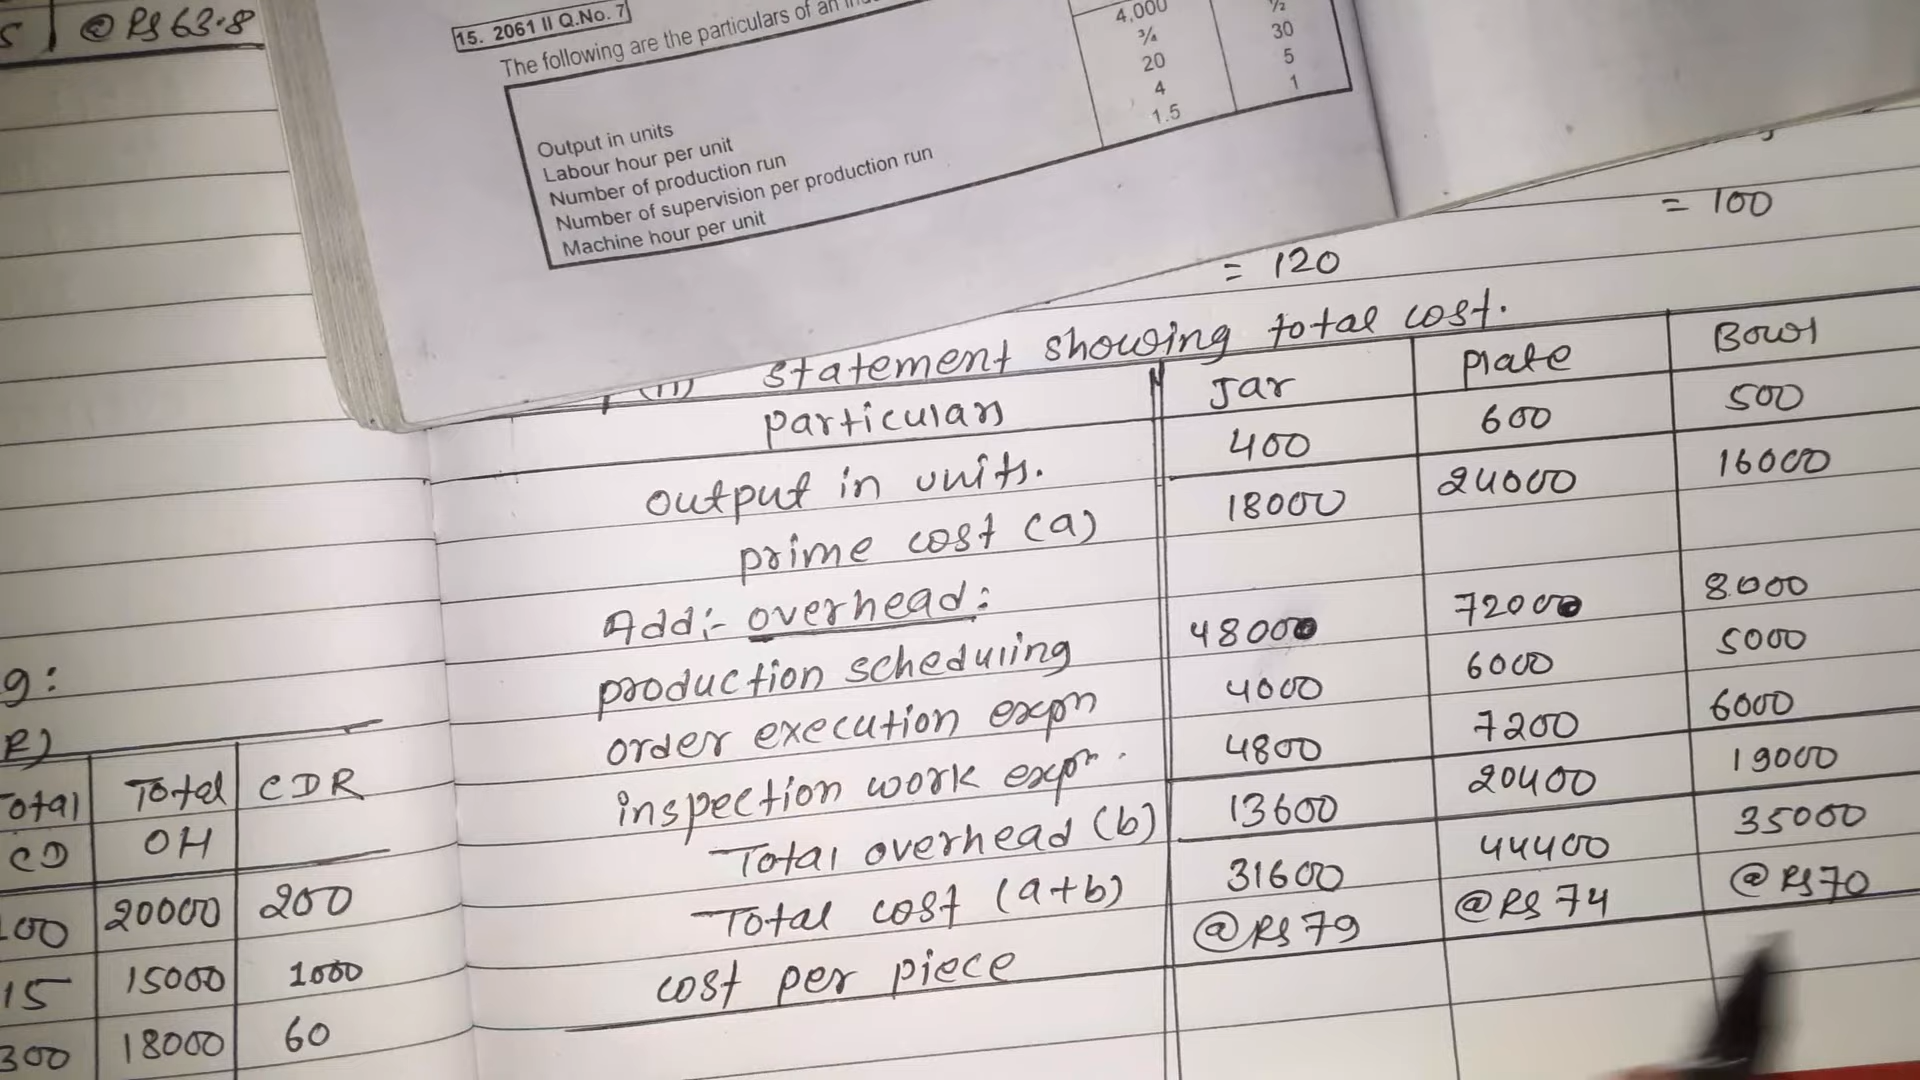 5 @ RS 63.8
15. 2061 II Q.No. 7
The following are the particulars of an
4,000 ½
Output in units ¾ 30
Labour hour per unit 20 5
Number of production run 4 1
Number of supervision per production run 1.5
Machine hour per unit
= 100
= 120
(ii) statement showing total cost.
particulars Jar plate Bowl
output in units. 400 600 500
prime cost (a) 18000 24000 16000
Add:- overhead:
production scheduling 48000 72000 8000
order execution expn 4000 6000 5000
inspection work expn. 4800 7200 6000
Total overhead (b) 13600 20400 19000
Total cost (a+b) 31600 44400 35000
cost per piece @RS 79 @RS 74 @RS 70
g:
R)
Total Total CDR
CD OH
100 20000 200
15 15000 1000
300 18000 60